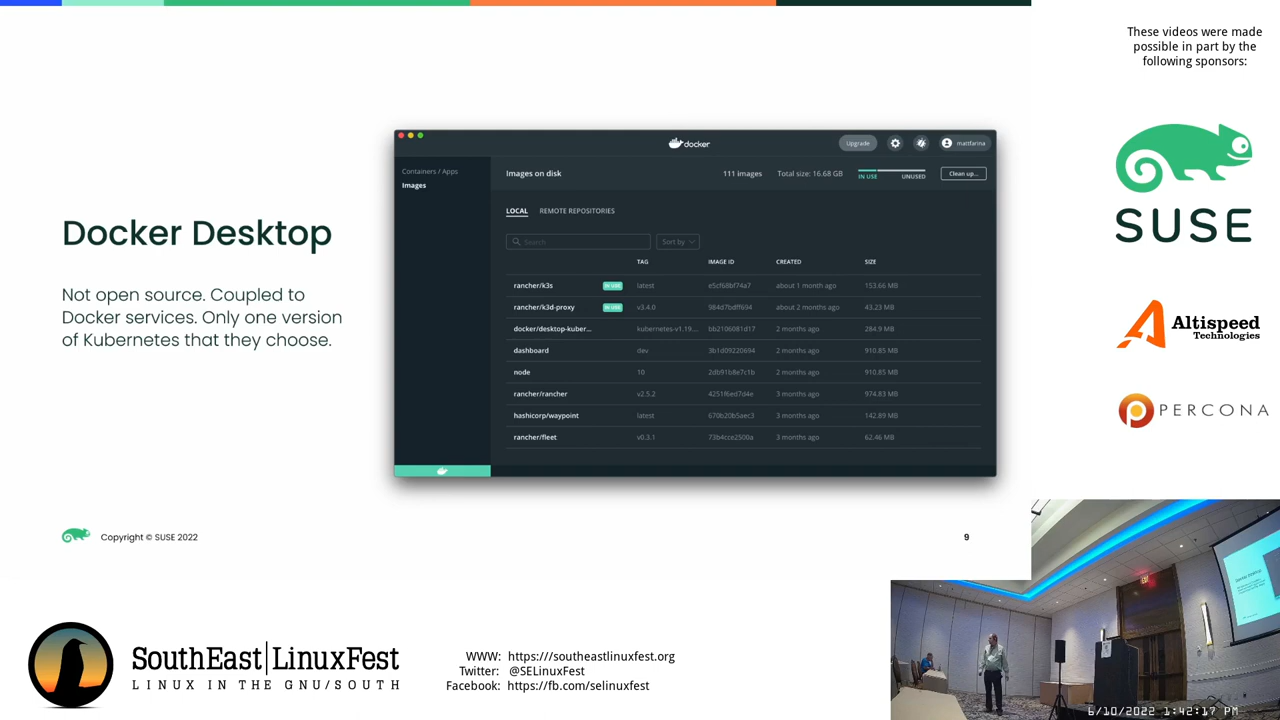 These videos were made
possible in part by the
following sponsors:
SUSE
Altispeed
Technologies
PERCONA
Docker Desktop
Not open source. Coupled to
Docker services. Only one version
of Kubernetes that they choose.
docker
Upgrade
mattfarina
Containers / Apps
Images
Images on disk
111 images
Total size: 16.68 GB
IN USE
UNUSED
Clean up...
LOCAL REMOTE REPOSITORIES
Search
Sort by
TAG IMAGE ID CREATED SIZE
rancher/k3s IN USE latest e5cf68bf74a7 about 1 month ago 153.66 MB
rancher/k3d-proxy IN USE v3.4.0 984d7bdff694 about 2 months ago 43.23 MB
docker/desktop-kuber... kubernetes-v1.19.... bb2106081d17 2 months ago 284.9 MB
dashboard dev 3b1d09220694 2 months ago 910.85 MB
node 10 2db91b8e7c1b 2 months ago 910.85 MB
rancher/rancher v2.5.2 4251f6ed7d4e 3 months ago 974.83 MB
hashicorp/waypoint latest 670b20b5aec3 3 months ago 142.89 MB
rancher/fleet v0.3.1 73b4cce2500a 3 months ago 62.46 MB
Copyright © SUSE 2022
9
SouthEast LinuxFest
LINUX IN THE GNU/SOUTH
WWW: https:///southeastlinuxfest.org
Twitter: @SELinuxFest
Facebook: https://fb.com/selinuxfest
EXIT
6/10/2022 1:42:17 PM